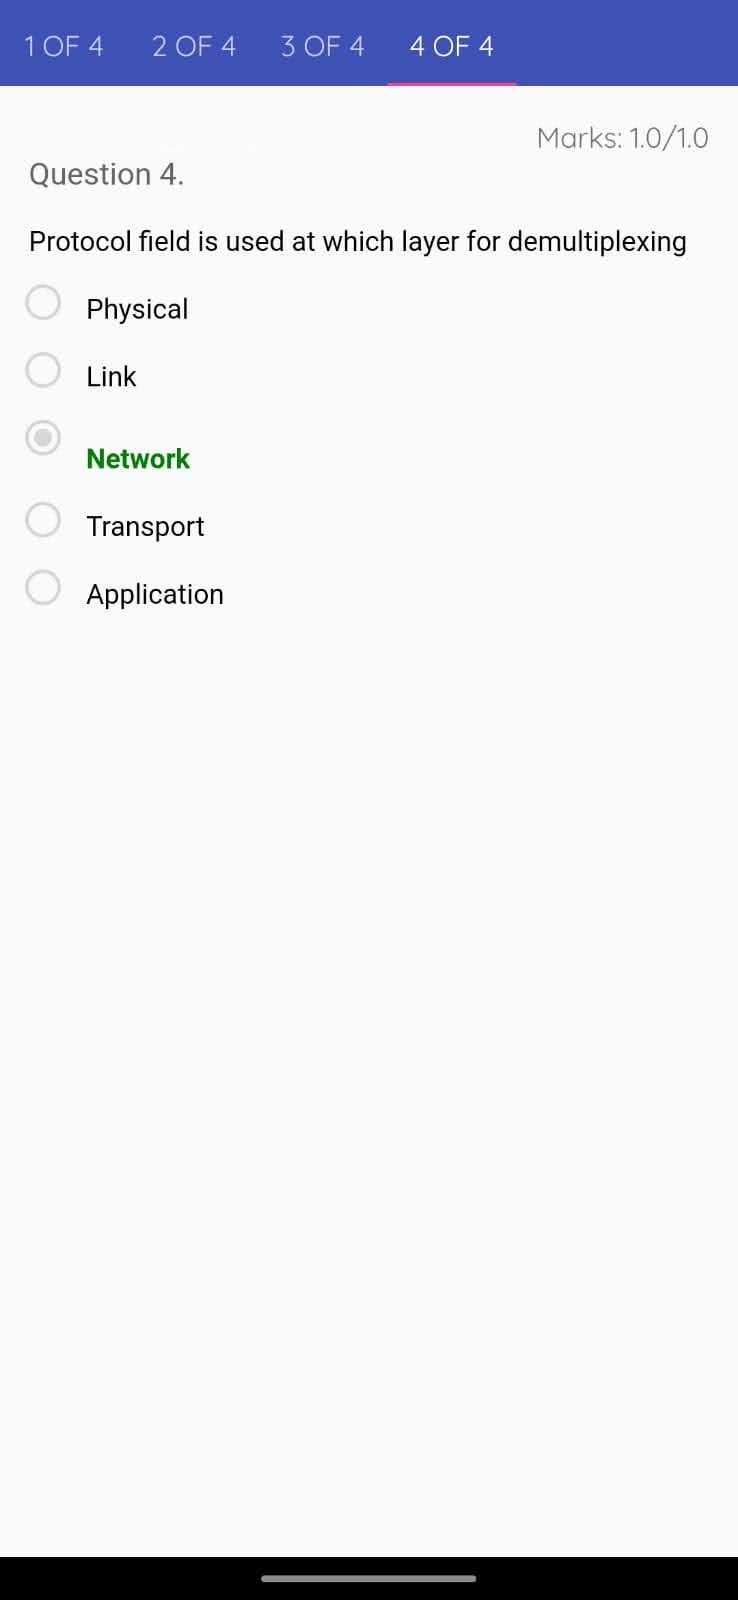 1 OF 4 2 OF 4 3 OF 4 4 OF 4
Marks: 1.0/1.0
Question 4.
Protocol field is used at which layer for demultiplexing
Physical
Link
Network
Transport
Application